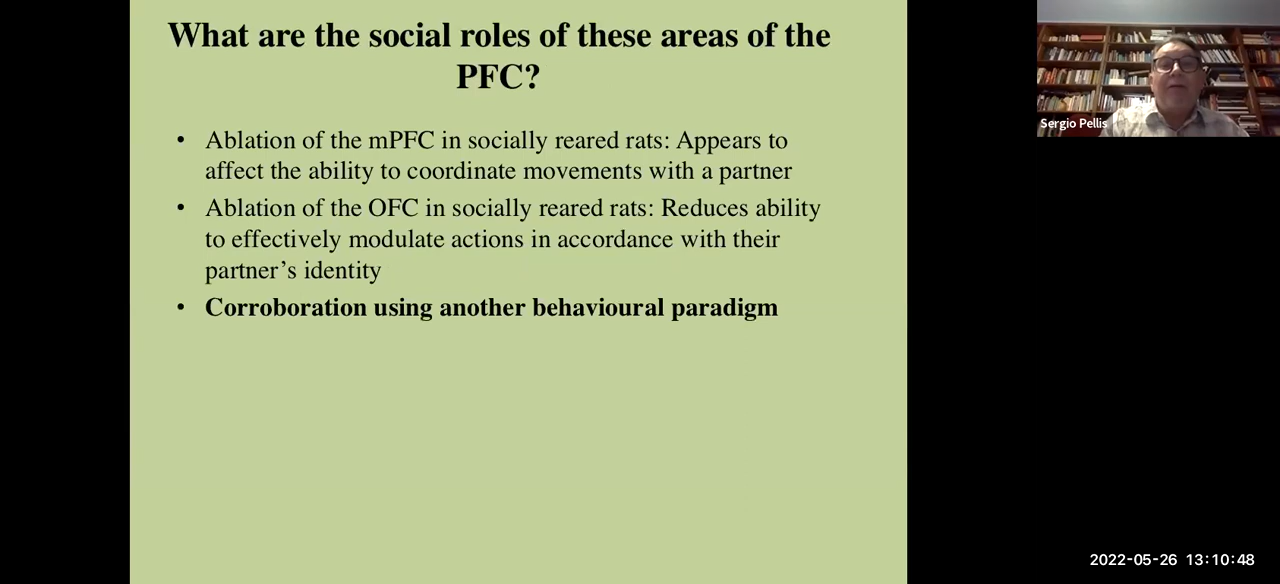 What are the social roles of these areas of the
PFC?
• Ablation of the mPFC in socially reared rats: Appears to
affect the ability to coordinate movements with a partner
• Ablation of the OFC in socially reared rats: Reduces ability
to effectively modulate actions in accordance with their
partner’s identity
• Corroboration using another behavioural paradigm
Sergio Pellis
2022-05-26 13:10:48